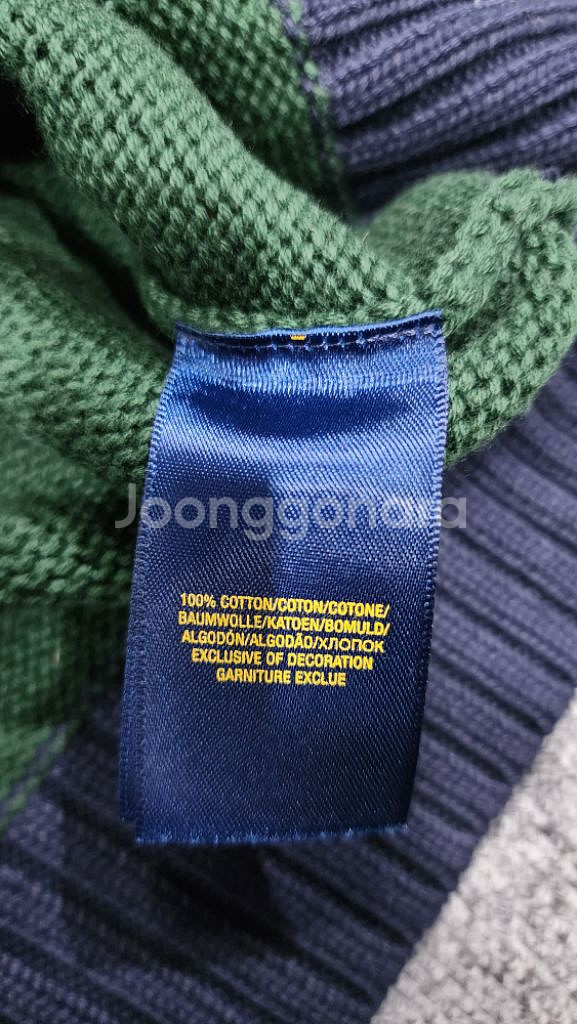 Joonggonara
100% COTTON/COTON/COTONE/
BAUMWOLLE/KATOEN/BOMULD/
ALGODÓN/ALGODÃO/ХЛОПОК
EXCLUSIVE OF DECORATION
GARNITURE EXCLUE